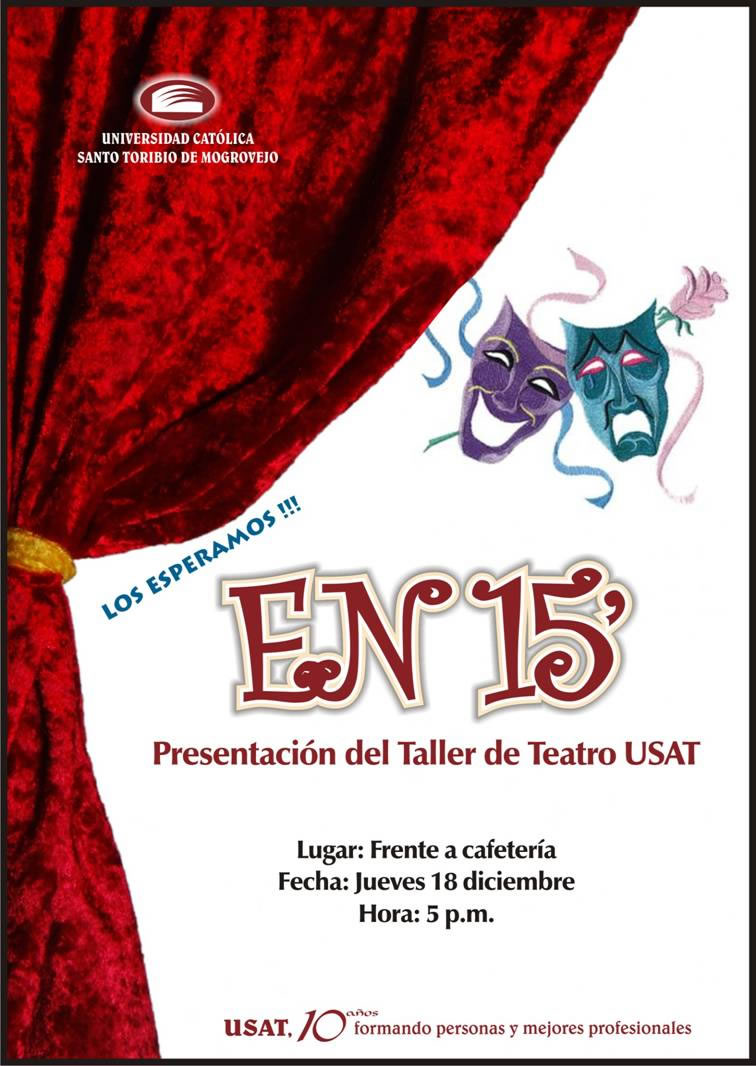 UNIVERSIDAD CATÓLICA
SANTO TORIBIO DE MOGROVEJO
LOS ESPERAMOS !!!
EN 15'
Presentación del Taller de Teatro USAT
Lugar: Frente a cafetería
Fecha: Jueves 18 diciembre
Hora: 5 p.m.
USAT, 10 años formando personas y mejores profesionales